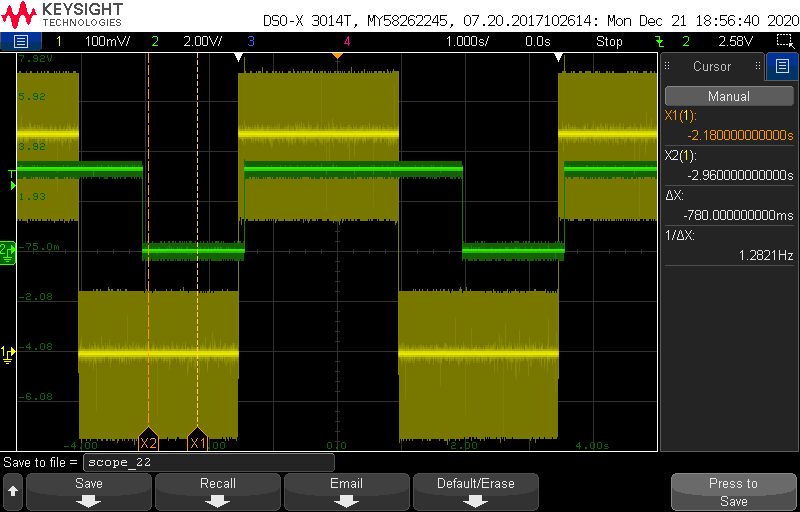 KEYSIGHT
TECHNOLOGIES
DSO-X 3014T, MY58262245, 07.20.2017102614: Mon Dec 21 18:56:40 2020
1 100mV/ 2 2.00V/ 3 4 1.000s/ 0.0s Stop 2 2.58V
7.92V
5.92
3.92
1.93
-75.0m
-2.08
-4.08
-6.08
-4.00 0.0 2.00 4.00s
X2 X1
T
2
1
Cursor
Manual
X1(1):
-2.180000000000s
X2(1):
-2.960000000000s
ΔX:
-780.000000000ms
1/ΔX:
1.2821Hz
Save to file = scope_22
Save Recall Email Default/Erase Press to
Save